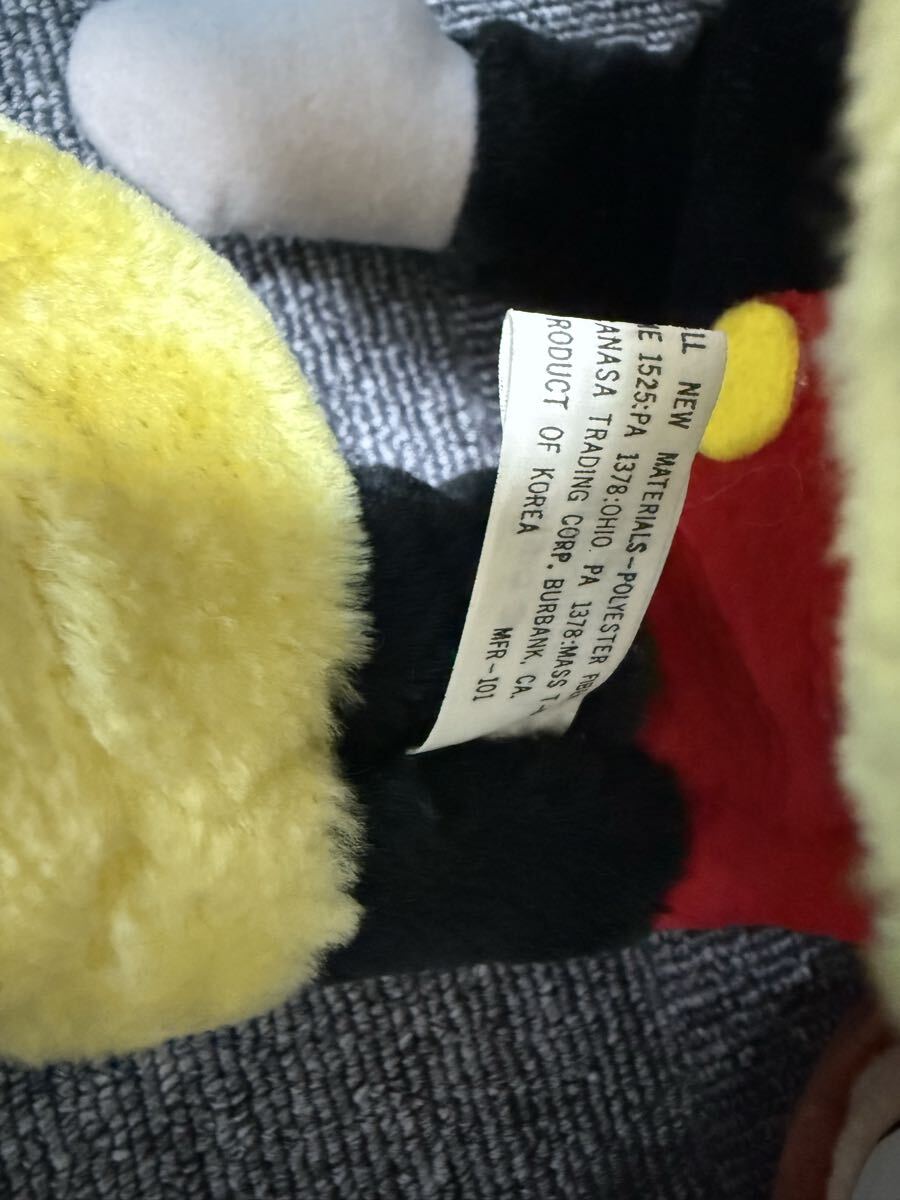 LL NEW MATERIALS-POLYESTER
ME 1525:PA 1378:OHIO. PA 1378:MASS T-
ANASA TRADING CORP. BURBANK, CA.
RODUCT OF KOREA MFR-101